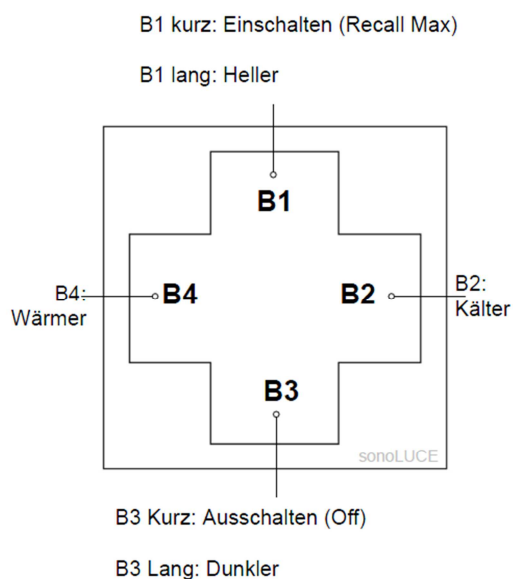 B1 kurz: Einschalten (Recall Max)
B1 lang: Heller
B1
B4:
Wärmer
B4
B2
B2:
Kälter
B3
sonoLUCE
B3 Kurz: Ausschalten (Off)
B3 Lang: Dunkler